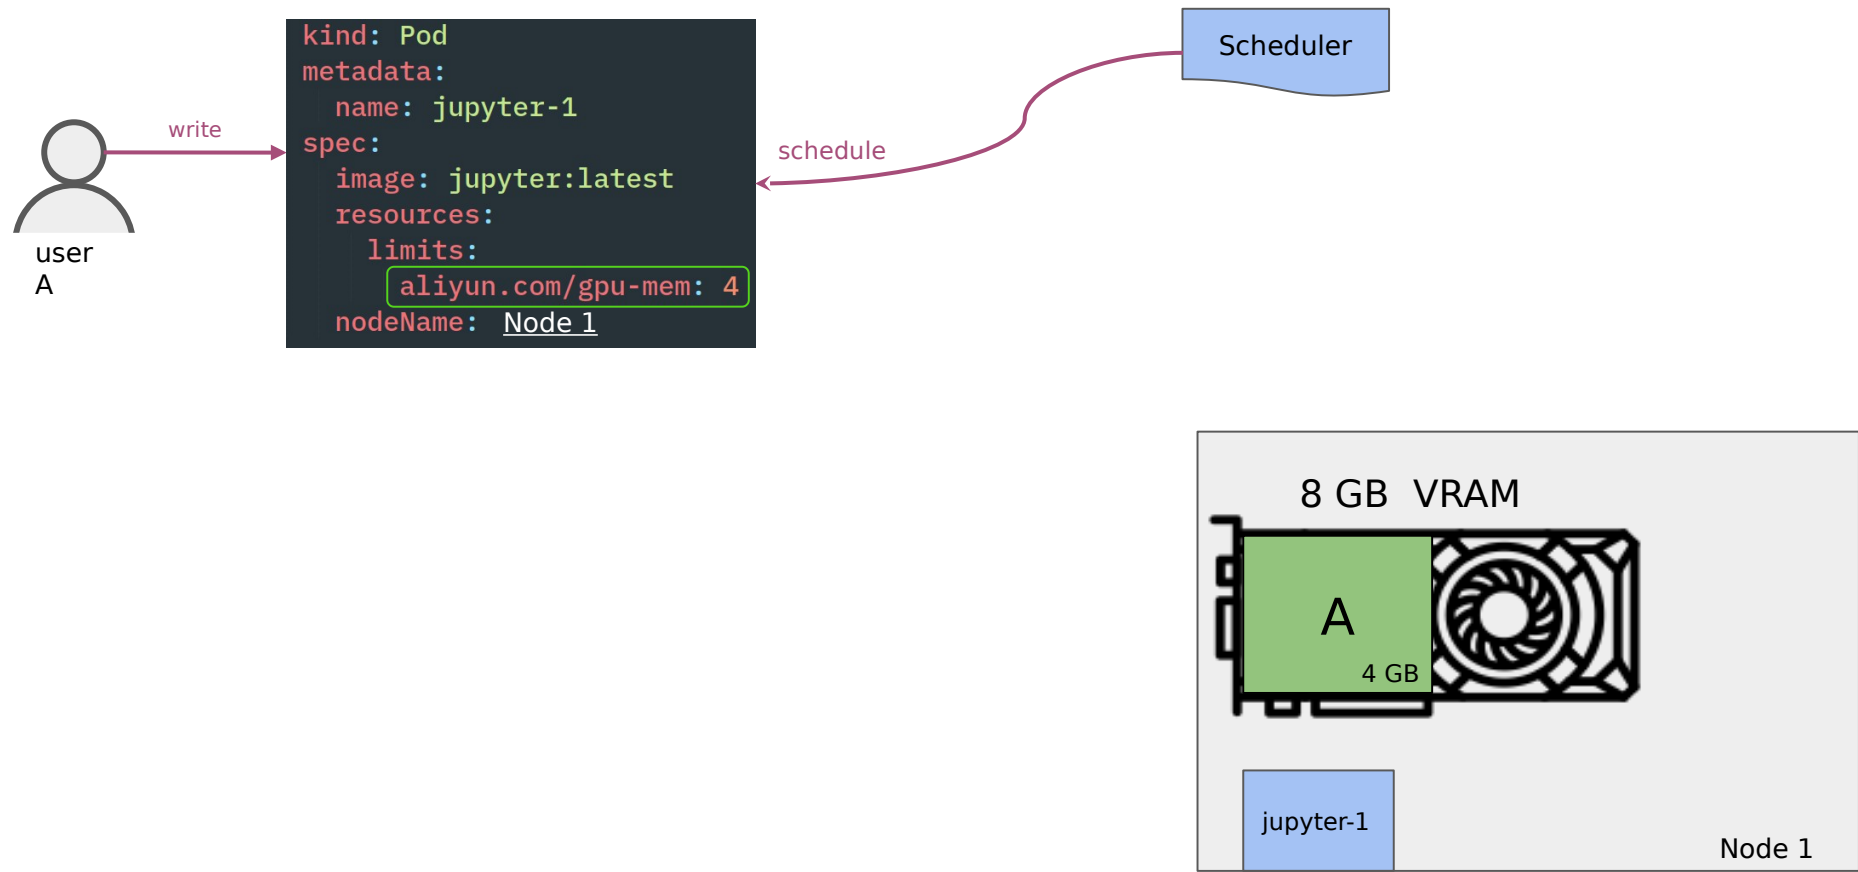 kind: Pod
metadata:
name: jupyter-1
spec:
image: jupyter:latest
resources:
limits:
aliyun.com/gpu-mem: 4
nodeName: Node 1
user
A
write
schedule
Scheduler
8 GB VRAM
A
4 GB
jupyter-1
Node 1